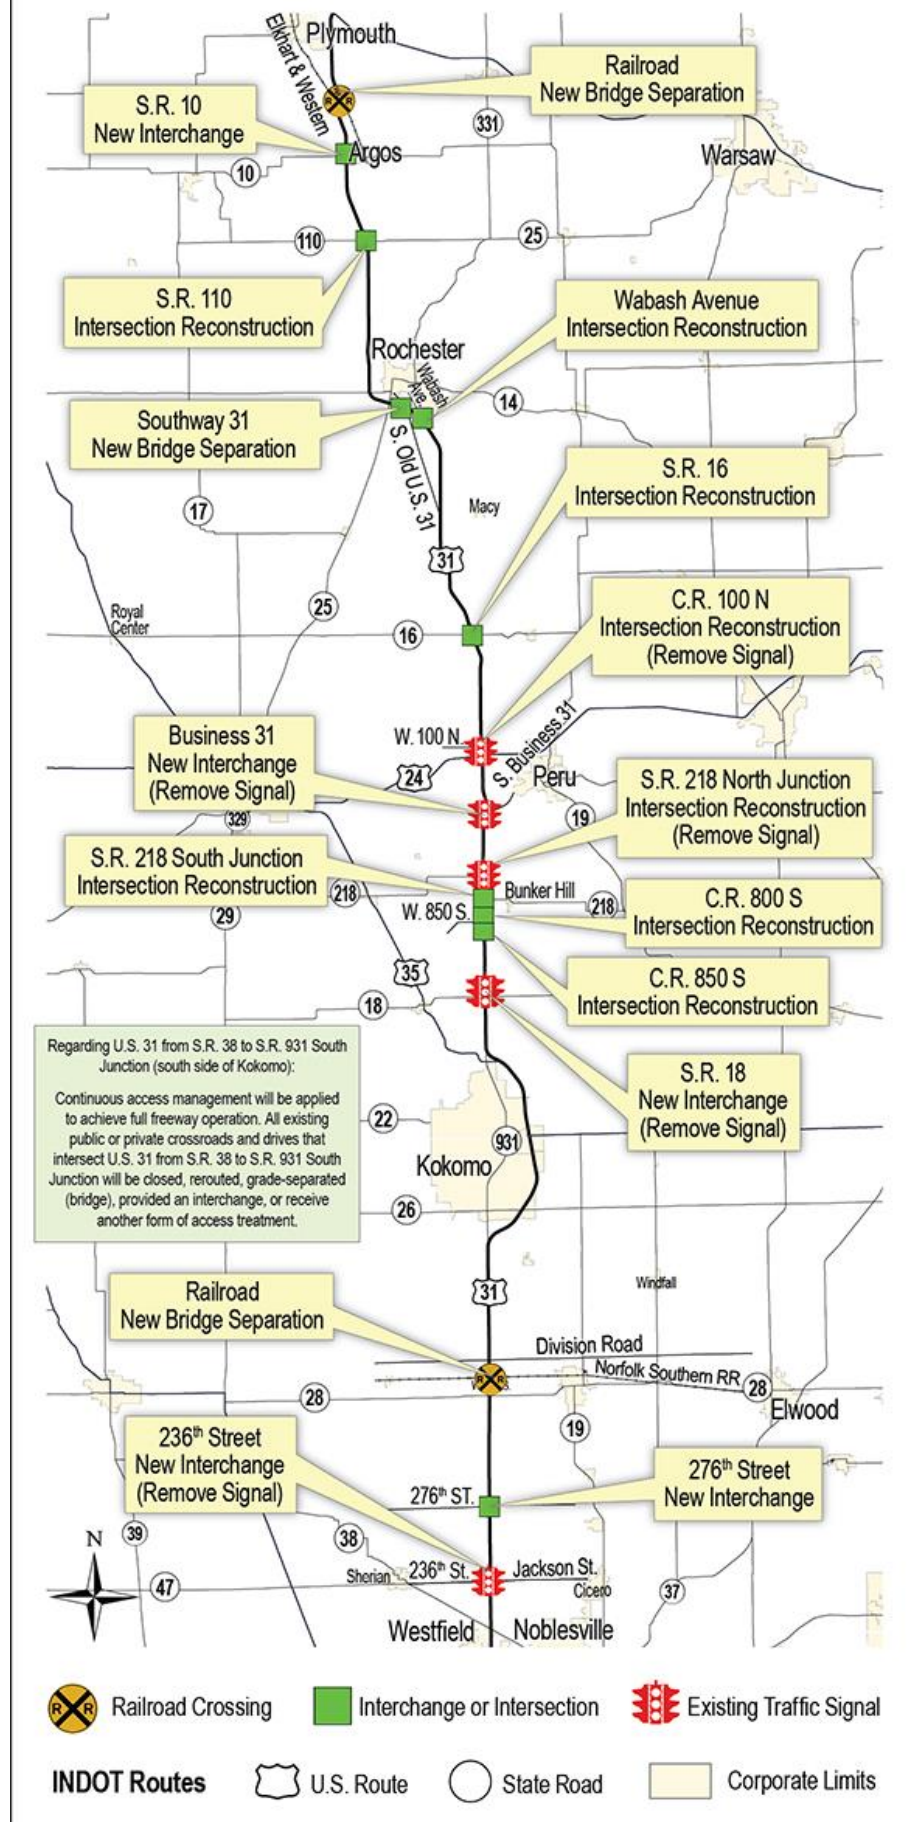 Plymouth
Elkhart & Western
Railroad
New Bridge Separation
S.R. 10
New Interchange
331
Argos
Warsaw
10
110
25
S.R. 110
Intersection Reconstruction
Wabash Avenue
Intersection Reconstruction
Rochester
Wabash
Ave.
14
Southway 31
New Bridge Separation
S. Old U.S. 31
S.R. 16
Intersection Reconstruction
17
Macy
31
C.R. 100 N
Intersection Reconstruction
(Remove Signal)
25
Royal
Center
16
Business 31
New Interchange
(Remove Signal)
W. 100 N.
S. Business 31
24
Peru
S.R. 218 North Junction
Intersection Reconstruction
(Remove Signal)
329
19
S.R. 218 South Junction
Intersection Reconstruction
218
Bunker Hill
218
C.R. 800 S
Intersection Reconstruction
W. 850 S.
29
35
C.R. 850 S
Intersection Reconstruction
18
Regarding U.S. 31 from S.R. 38 to S.R. 931 South
Junction (south side of Kokomo):
Continuous access management will be applied
to achieve full freeway operation. All existing
public or private crossroads and drives that
intersect U.S. 31 from S.R. 38 to S.R. 931 South
Junction will be closed, rerouted, grade-separated
(bridge), provided an interchange, or receive
another form of access treatment.
S.R. 18
New Interchange
(Remove Signal)
22
931
Kokomo
26
Railroad
New Bridge Separation
31
Windfall
Division Road
Norfolk Southern RR
R R
28
28
Elwood
19
236th Street
New Interchange
(Remove Signal)
276th Street
New Interchange
276th ST.
39
38
N
Sherian
236th St.
Jackson St.
Cicero
47
37
Westfield
Noblesville
R R Railroad Crossing
Interchange or Intersection
Existing Traffic Signal
INDOT Routes
U.S. Route
State Road
Corporate Limits